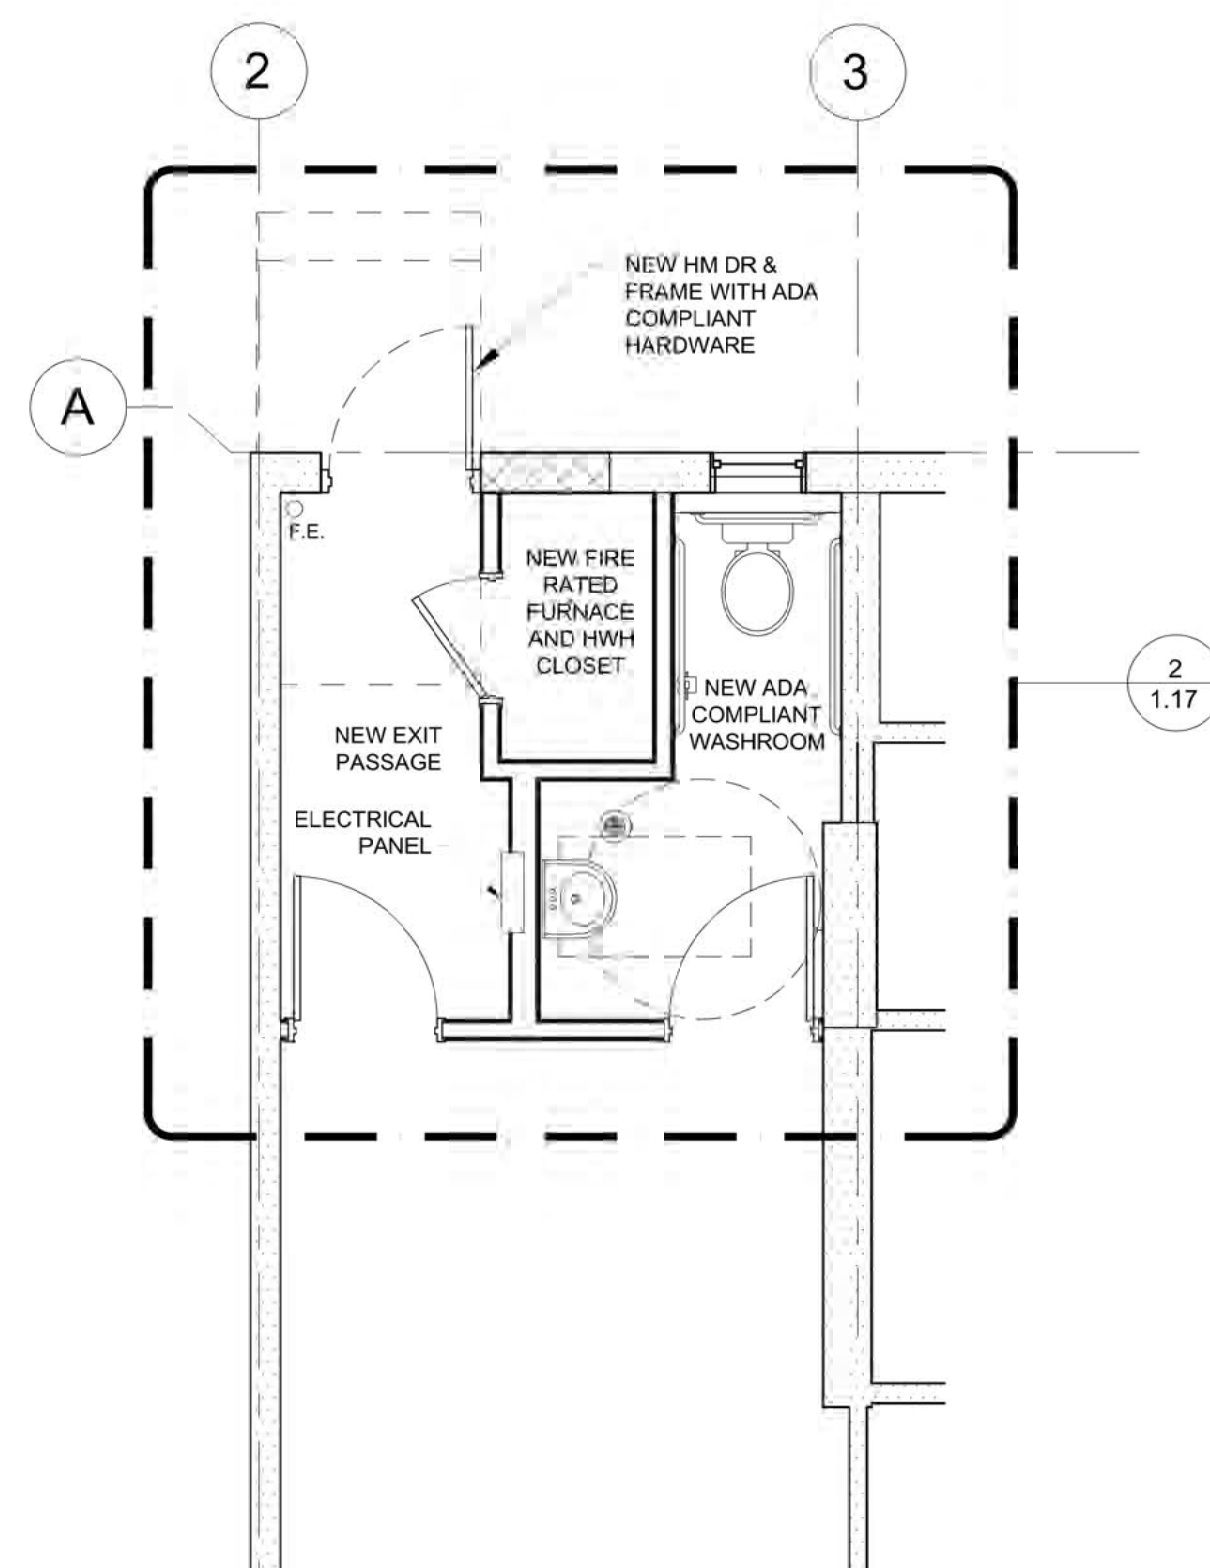 2
3
NEW HM DR &
FRAME WITH ADA
COMPLIANT
HARDWARE
A
F.E.
NEW FIRE
RATED
FURNACE
AND HWH
CLOSET
NEW ADA
COMPLIANT
WASHROOM
2
1.17
NEW EXIT
PASSAGE
ELECTRICAL
PANEL